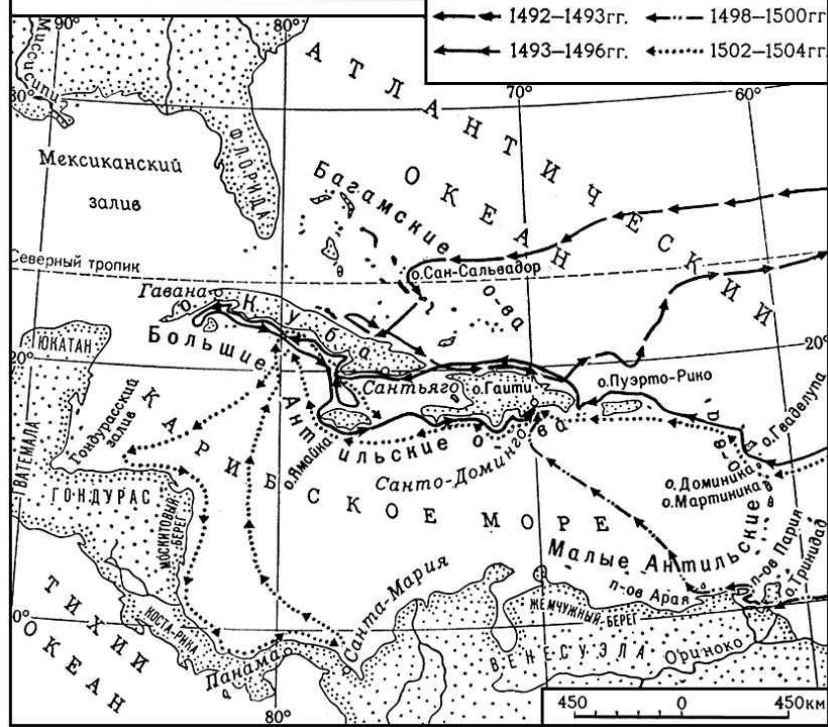 1492–1493гг.
1498–1500гг
1493–1496гг.
1502–1504гг.
90°
80°
70°
60°
30°
Миссисипи
АТЛАНТИЧЕСКИЙ
ОКЕАН
ФЛОРИДА
Мексиканский
залив
Багамские
о-ва
Северный тропик
о.Сан-Сальвадор
Гавана
о
Куба
20°
20°
ЮКАТАН
Большие
Антильские о-ва
Сантьяго
о.Гаити
о.Пуэрто-Рико
о.Гваделупа
Гондурасский
залив
КАРИБСКОЕ МОРЕ
о.Ямайка
Санто-Доминго
о.Доминика
о.Мартиника
ГВАТЕМАЛА
ГОНДУРАС
МОСКИТОВЫЙ
БЕРЕГ
Малые Антильские
о-ва
п-ов Пария
о.Тринидад
п-ов Арая
Санта-Мария
ЖЕМЧУЖНЫЙ БЕРЕГ
ТИХИЙ
ОКЕАН
0°
КОСТА-РИКА
Панама
ВЕНЕСУЭЛА
Ориноко
80°
450 0 450км